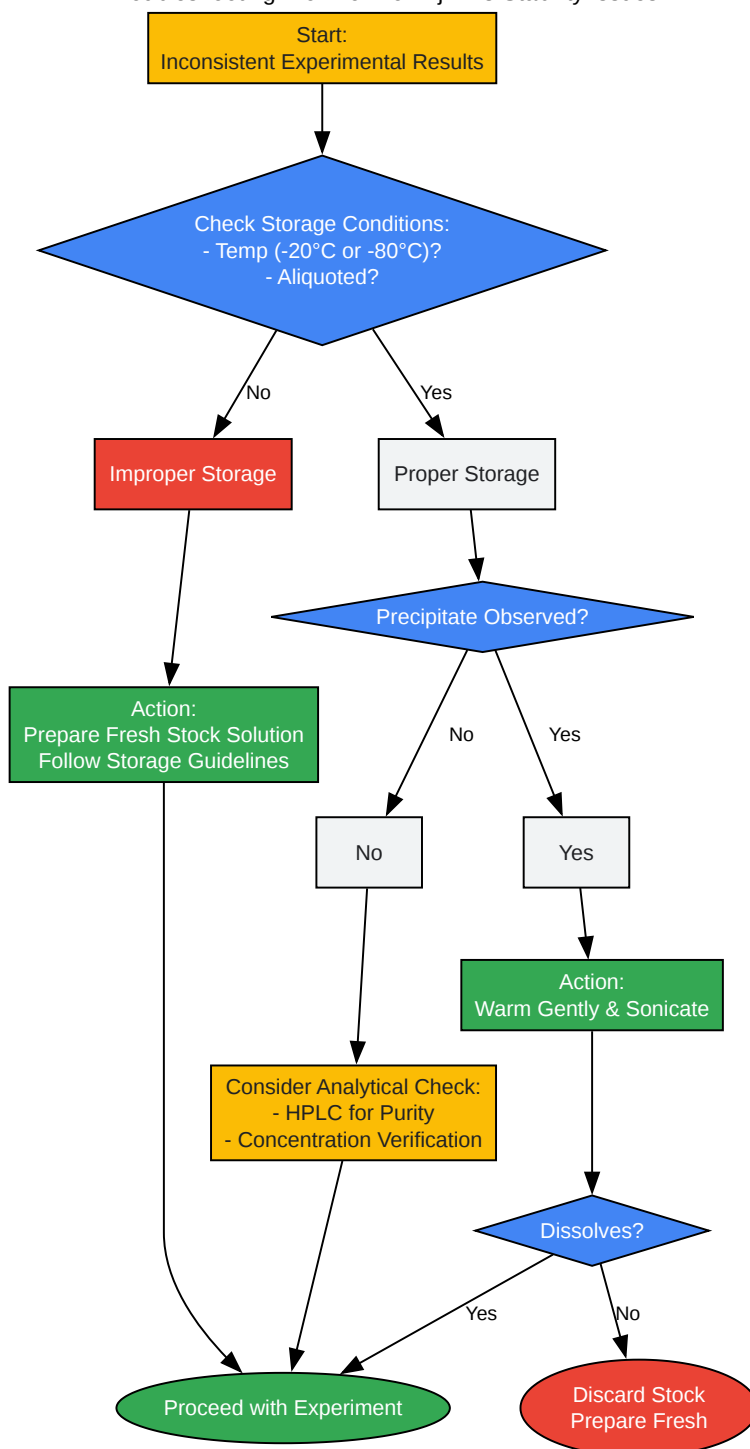 Start:
Inconsistent Experimental Results
Check Storage Conditions:
- Temp (-20°C or -80°C)?
- Aliquoted?
No
Yes
Improper Storage
Proper Storage
Precipitate Observed?
Action:
Prepare Fresh Stock Solution
Follow Storage Guidelines
No
Yes
No
Yes
Action:
Warm Gently & Sonicate
Consider Analytical Check:
- HPLC for Purity
- Concentration Verification
Dissolves?
Yes
No
Proceed with Experiment
Discard Stock
Prepare Fresh